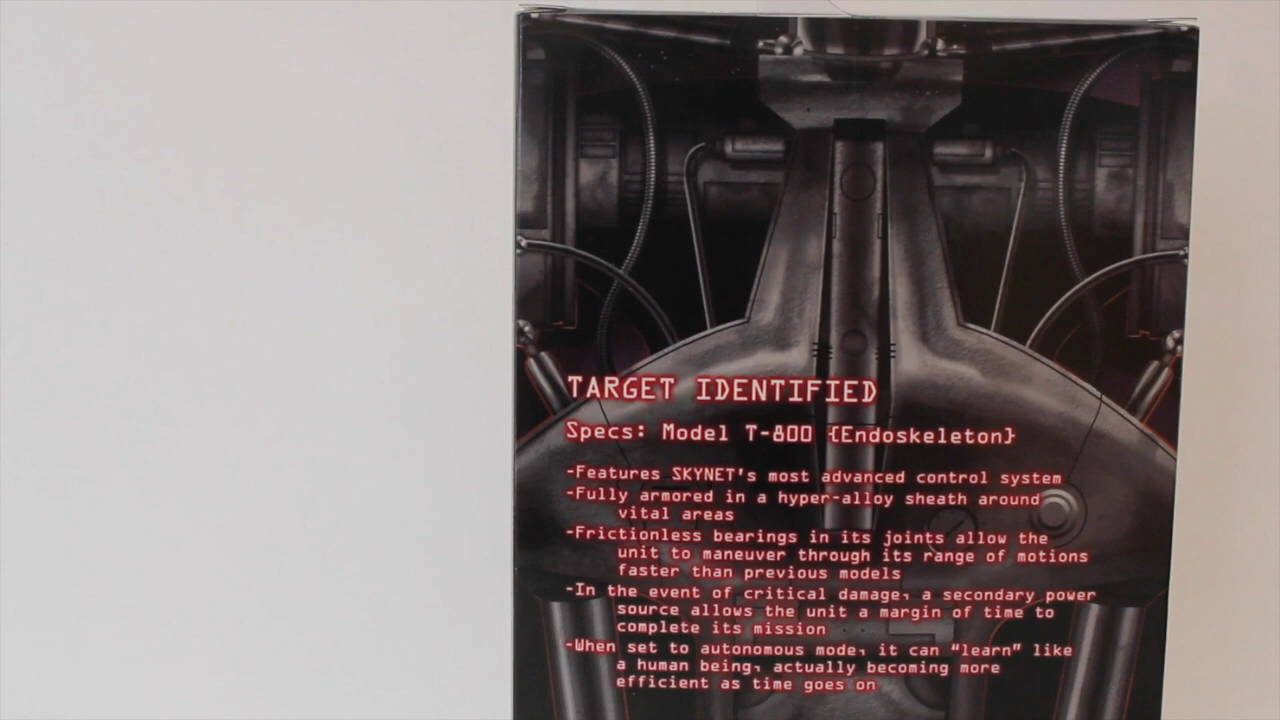 TARGET IDENTIFIED
Specs: Model T-800 {Endoskeleton}
-Features SKYNET's most advanced control system
-Fully armored in a hyper-alloy sheath around
vital areas
-Frictionless bearings in its joints allow the
unit to maneuver through its range of motions
faster than previous models
-In the event of critical damage, a secondary power
source allows the unit a margin of time to
complete its mission
-When set to autonomous mode, it can “learn” like
a human being, actually becoming more
efficient as time goes on